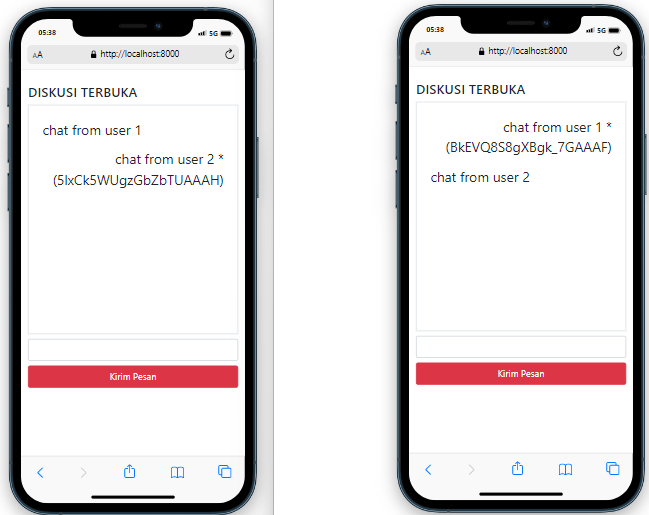 05:38
5G
AA
http://localhost:8000
DISKUSI TERBUKA
chat from user 1
chat from user 2 *
(5IxCk5WUgzGbZbTUAAAH)
Kirim Pesan
05:38
5G
AA
http://localhost:8000
DISKUSI TERBUKA
chat from user 1 *
(BkEVQ8S8gXBgk_7GAAAF)
chat from user 2
Kirim Pesan